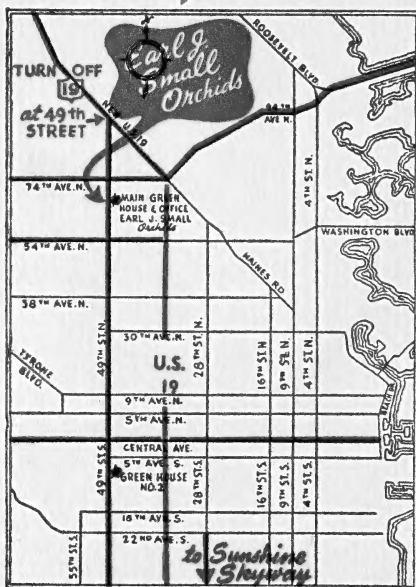 Earl J.
Small
Orchids
TURN OFF
19
at 49th
STREET
NEW U.S. 19
ROOSEVELT BLVD.
94TH
AVE N.
4TH ST. N.
74TH AVE. N.
MAIN GREEN
HOUSE & OFFICE
EARL J. SMALL
Orchids
WASHINGTON BLVD.
54TH AVE. N.
HAINES RD
38TH AVE. N.
49TH ST. N.
30TH AVE. N.
28TH ST. N.
16TH ST. N
9TH ST. N.
4TH ST. N.
TYRONE
BLVD.
U.S.
19
9TH AVE. N.
5TH AVE. N.
BEACH DR.
CENTRAL AVE.
5TH AVE. S.
GREEN HOUSE
NO. 2
49TH ST. S.
28TH ST. S.
16TH ST. S.
9TH ST. S.
4TH ST. S.
18TH AVE. S.
22ND AVE. S.
55TH ST. S.
to Sunshine
Skyway